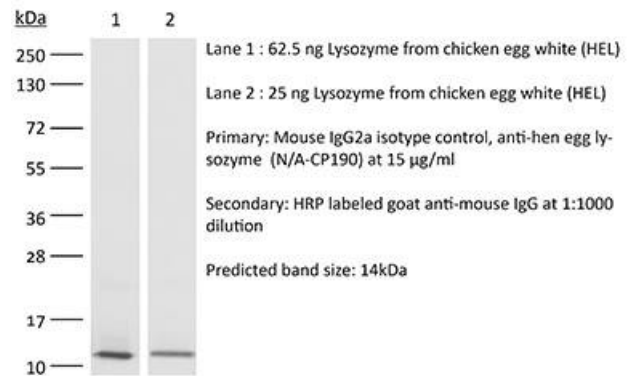 kDa
1 2
250
130
72
55
36
28
17
10
Lane 1 : 62.5 ng Lysozyme from chicken egg white (HEL)
Lane 2 : 25 ng Lysozyme from chicken egg white (HEL)
Primary: Mouse IgG2a isotype control, anti-hen egg ly-
sozyme (N/A-CP190) at 15 µg/ml
Secondary: HRP labeled goat anti-mouse IgG at 1:1000
dilution
Predicted band size: 14kDa